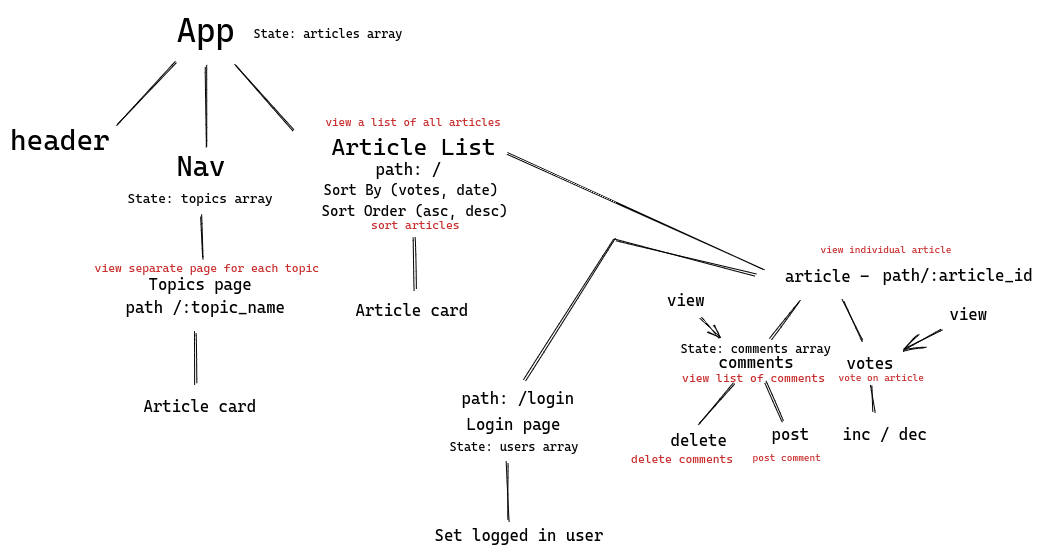 App
State: articles array
header
Nav
State: topics array
view separate page for each topic
Topics page
path /:topic_name
Article card
view a list of all articles
Article List
path: /
Sort By (votes, date)
Sort Order (asc, desc)
sort articles
Article card
path: /login
Login page
State: users array
Set logged in user
view individual article
article - path/:article_id
view
State: comments array
comments
view list of comments
delete
delete comments
post
post comment
view
votes
vote on article
inc / dec